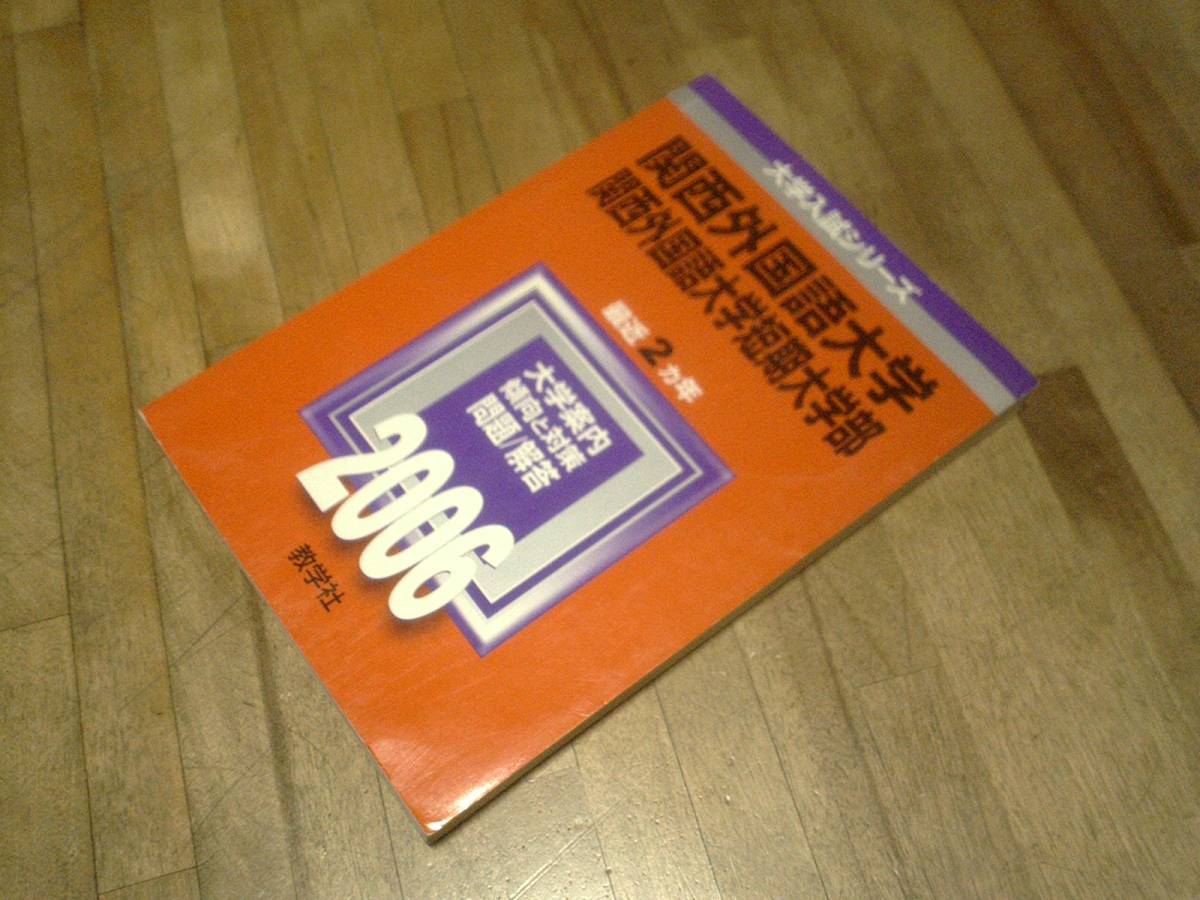 大学入試シリーズ
関西外国語大学
関西外国語大学短期大学部
最近2カ年
大学案内
傾向と対策
問題/解答
2006
教学社